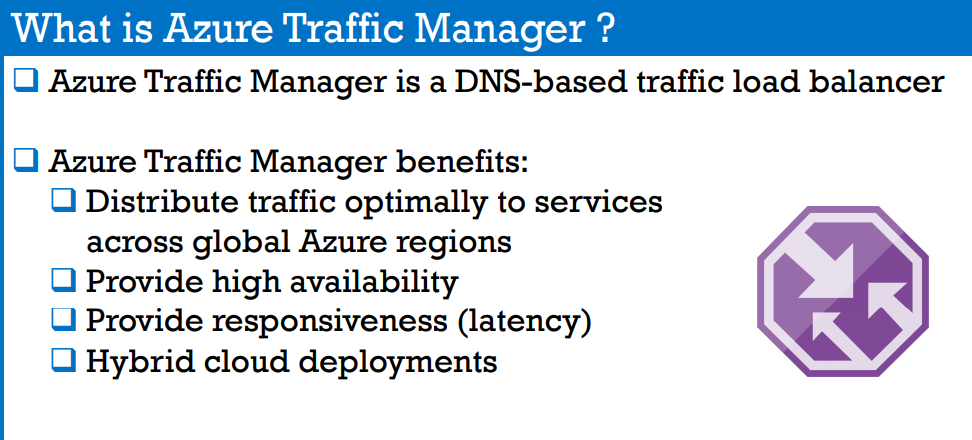 What is Azure Traffic Manager ?
❑ Azure Traffic Manager is a DNS-based traffic load balancer
❑ Azure Traffic Manager benefits:
❑ Distribute traffic optimally to services
across global Azure regions
❑ Provide high availability
❑ Provide responsiveness (latency)
❑ Hybrid cloud deployments